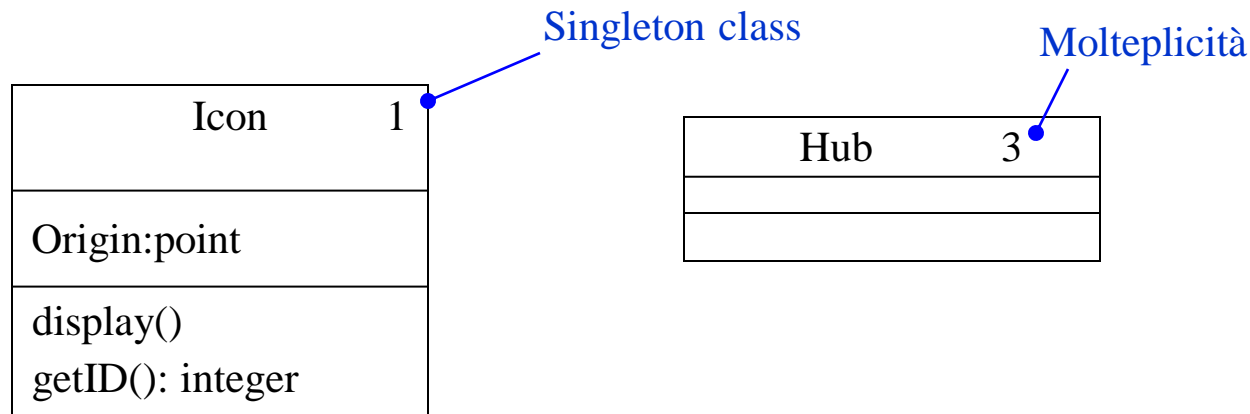 Singleton class
Molteplicità
Icon 1
Hub 3
Origin:point
display()
getID(): integer